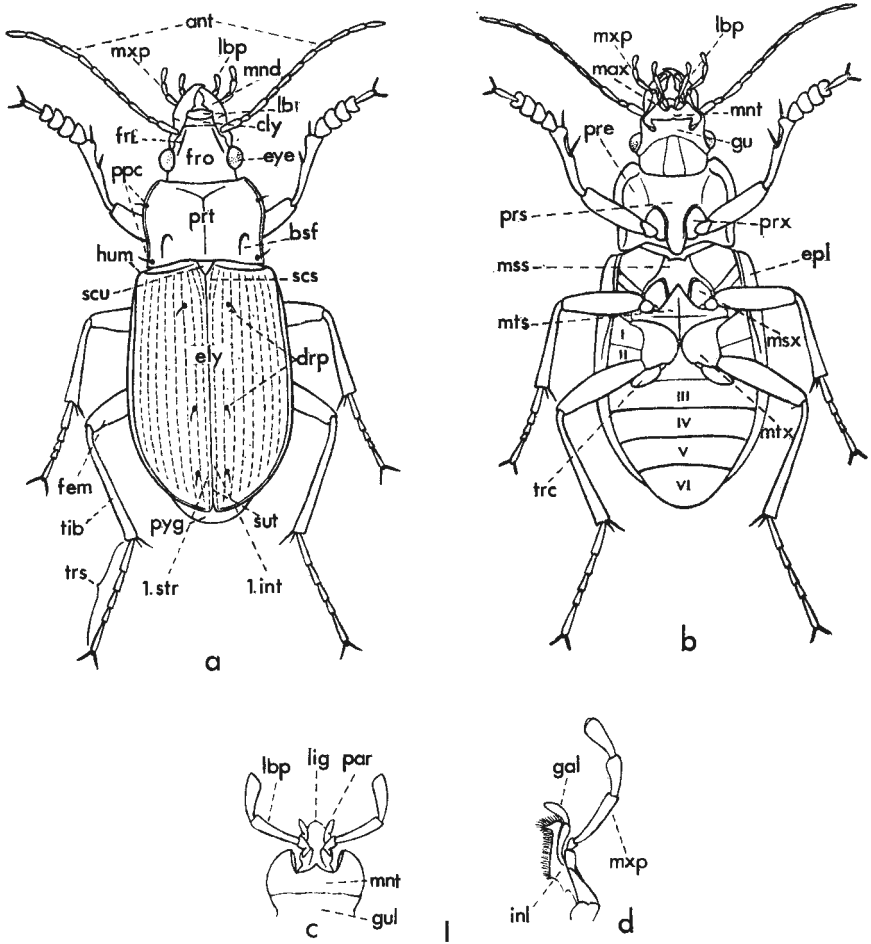 ant
mxp
lbp
mnd
lbr
cly
frf
fro
eye
ppc
prt
bsf
hum
scu
scs
ely
drp
fem
tib
pyg
sut
trs
1.str
1.int
a
mxp
lbp
max
mnt
pre
gu
prs
prx
mss
epl
mts
msx
I
II
III
IV
mtx
V
trc
VI
b
lbp
lig
par
mnt
gul
c
gal
mxp
inl
d
1